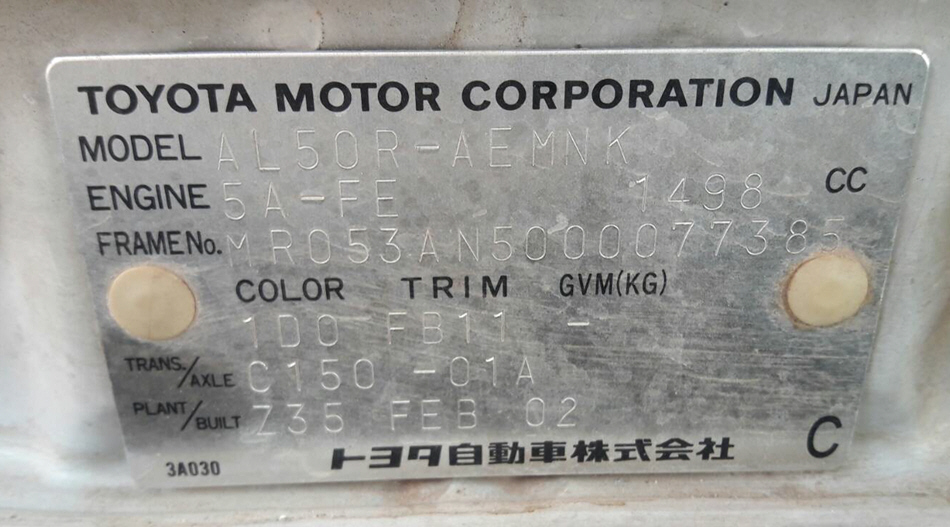 TOYOTA MOTOR CORPORATION JAPAN
MODEL AL50R-AEMNK
ENGINE 5A-FE 1498 CC
FRAME No. MR053AN5000077385
COLOR TRIM GVM(KG)
1D0 FB11 -
TRANS./AXLE C150 -01A
PLANT/BUILT Z35 FEB 02
トヨタ自動車株式会社 C
3A030